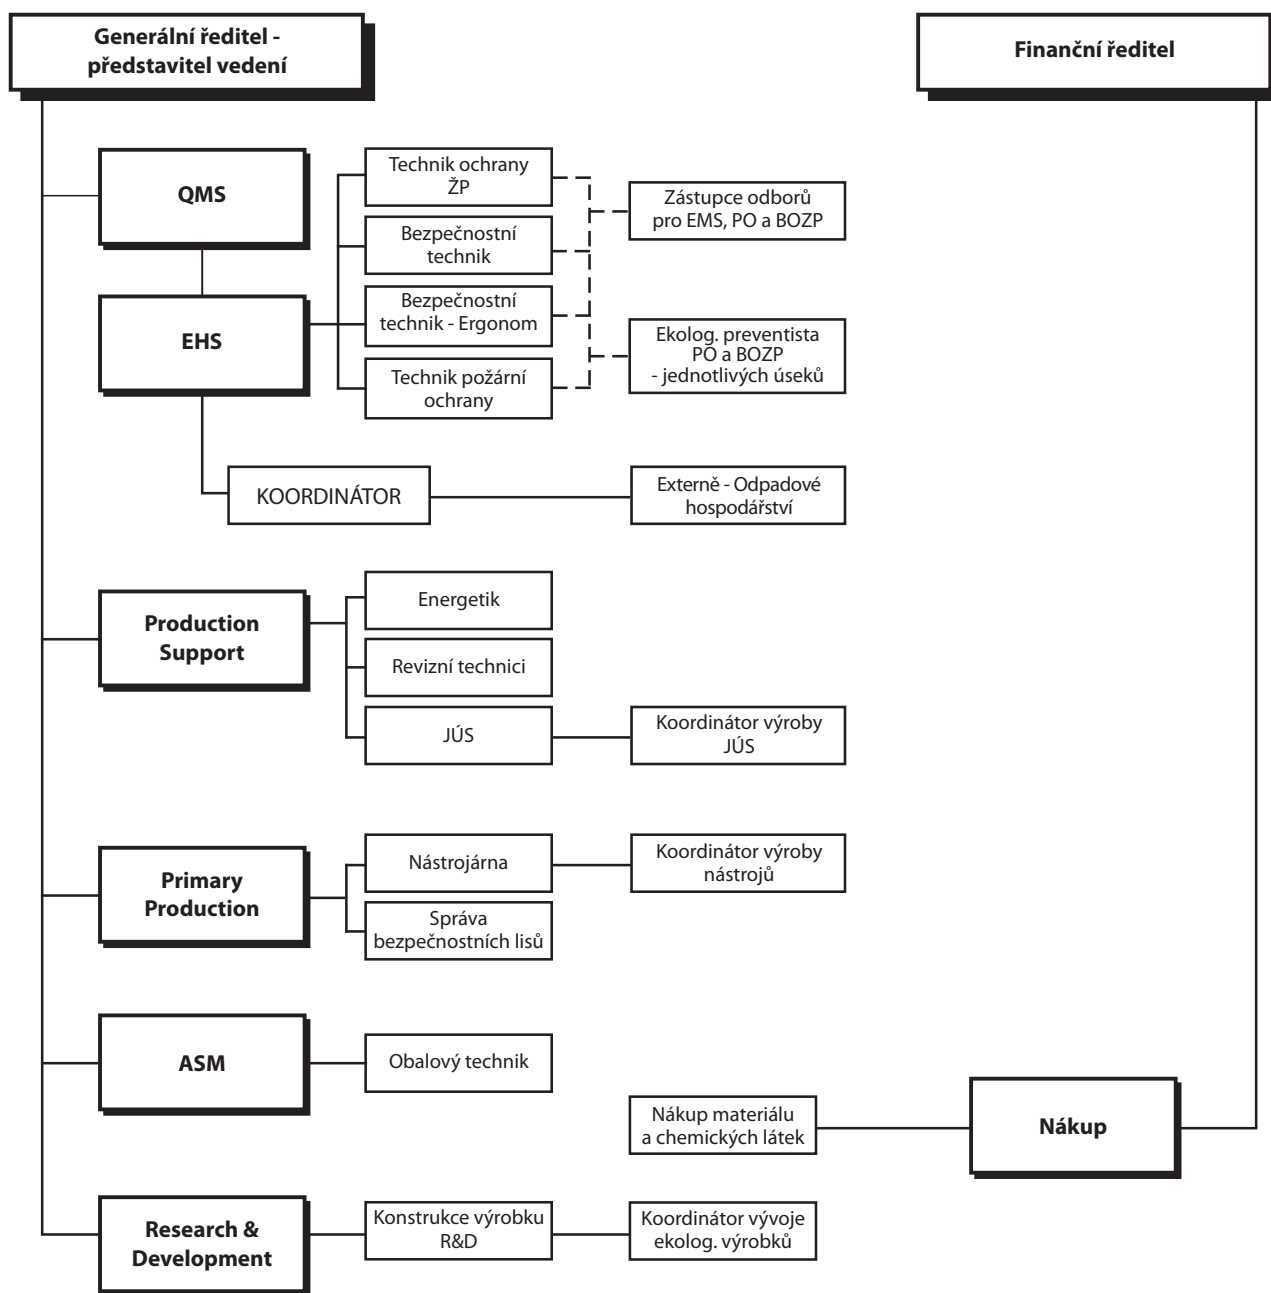 Generální ředitel -
představitel vedení
Finanční ředitel
QMS
Technik ochrany
ŽP
Zástupce odborů
pro EMS, PO a BOZP
Bezpečnostní
technik
EHS
Bezpečnostní
technik - Ergonom
Ekolog. preventista
PO a BOZP
- jednotlivých úseků
Technik požární
ochrany
KOORDINÁTOR
Externě - Odpadové
hospodářství
Production
Support
Energetik
Revizní technici
JÚS
Koordinátor výroby
JÚS
Primary
Production
Nástrojárna
Koordinátor výroby
nástrojů
Správa
bezpečnostních lisů
ASM
Obalový technik
Nákup materiálu
a chemických látek
Nákup
Research &
Development
Konstrukce výrobku
R&D
Koordinátor vývoje
ekolog. výrobků